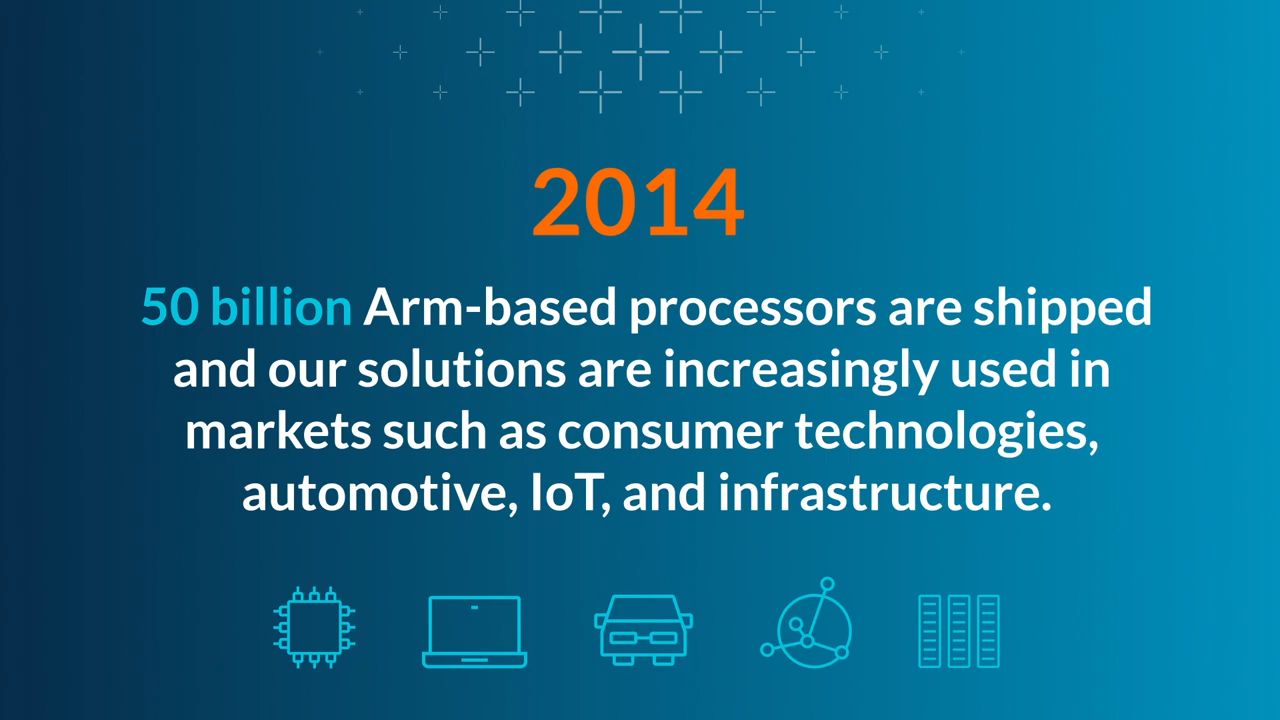 2014
50 billion Arm-based processors are shipped
and our solutions are increasingly used in
markets such as consumer technologies,
automotive, IoT, and infrastructure.